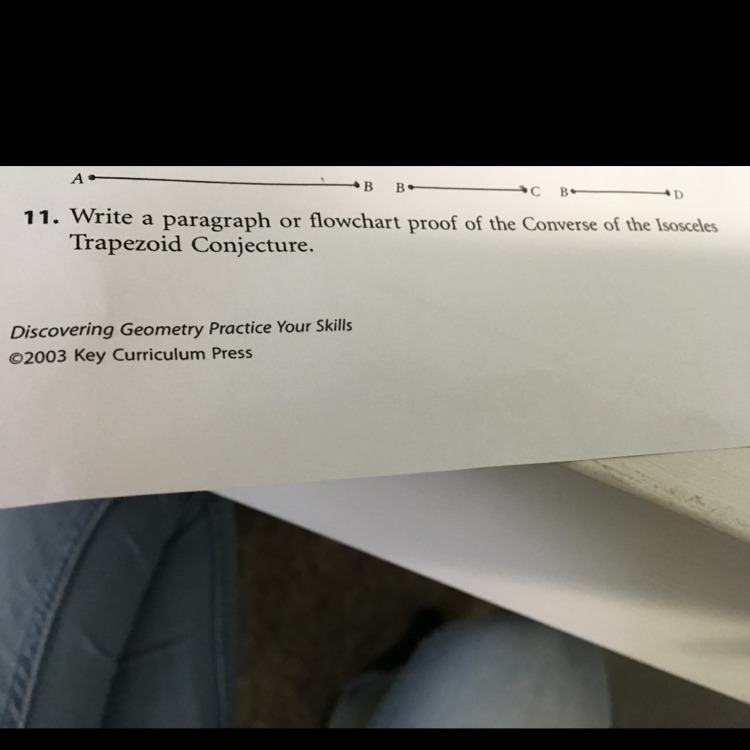 A B B C B D
11. Write a paragraph or flowchart proof of the Converse of the Isosceles
Trapezoid Conjecture.
Discovering Geometry Practice Your Skills
©2003 Key Curriculum Press